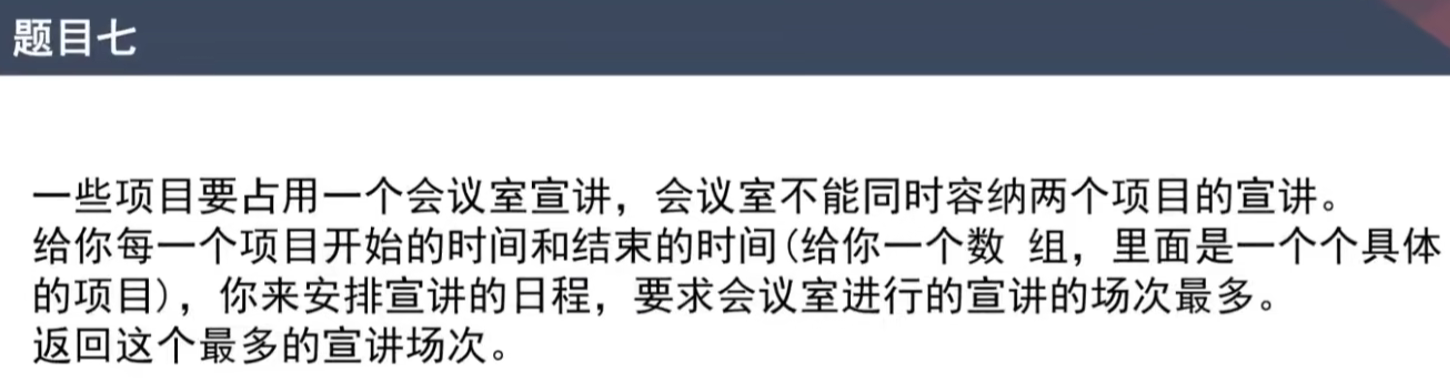 题目七
一些项目要占用一个会议室宣讲，会议室不能同时容纳两个项目的宣讲。
给你每一个项目开始的时间和结束的时间(给你一个数 组，里面是一个个具体
的项目)，你来安排宣讲的日程，要求会议室进行的宣讲的场次最多。
返回这个最多的宣讲场次。